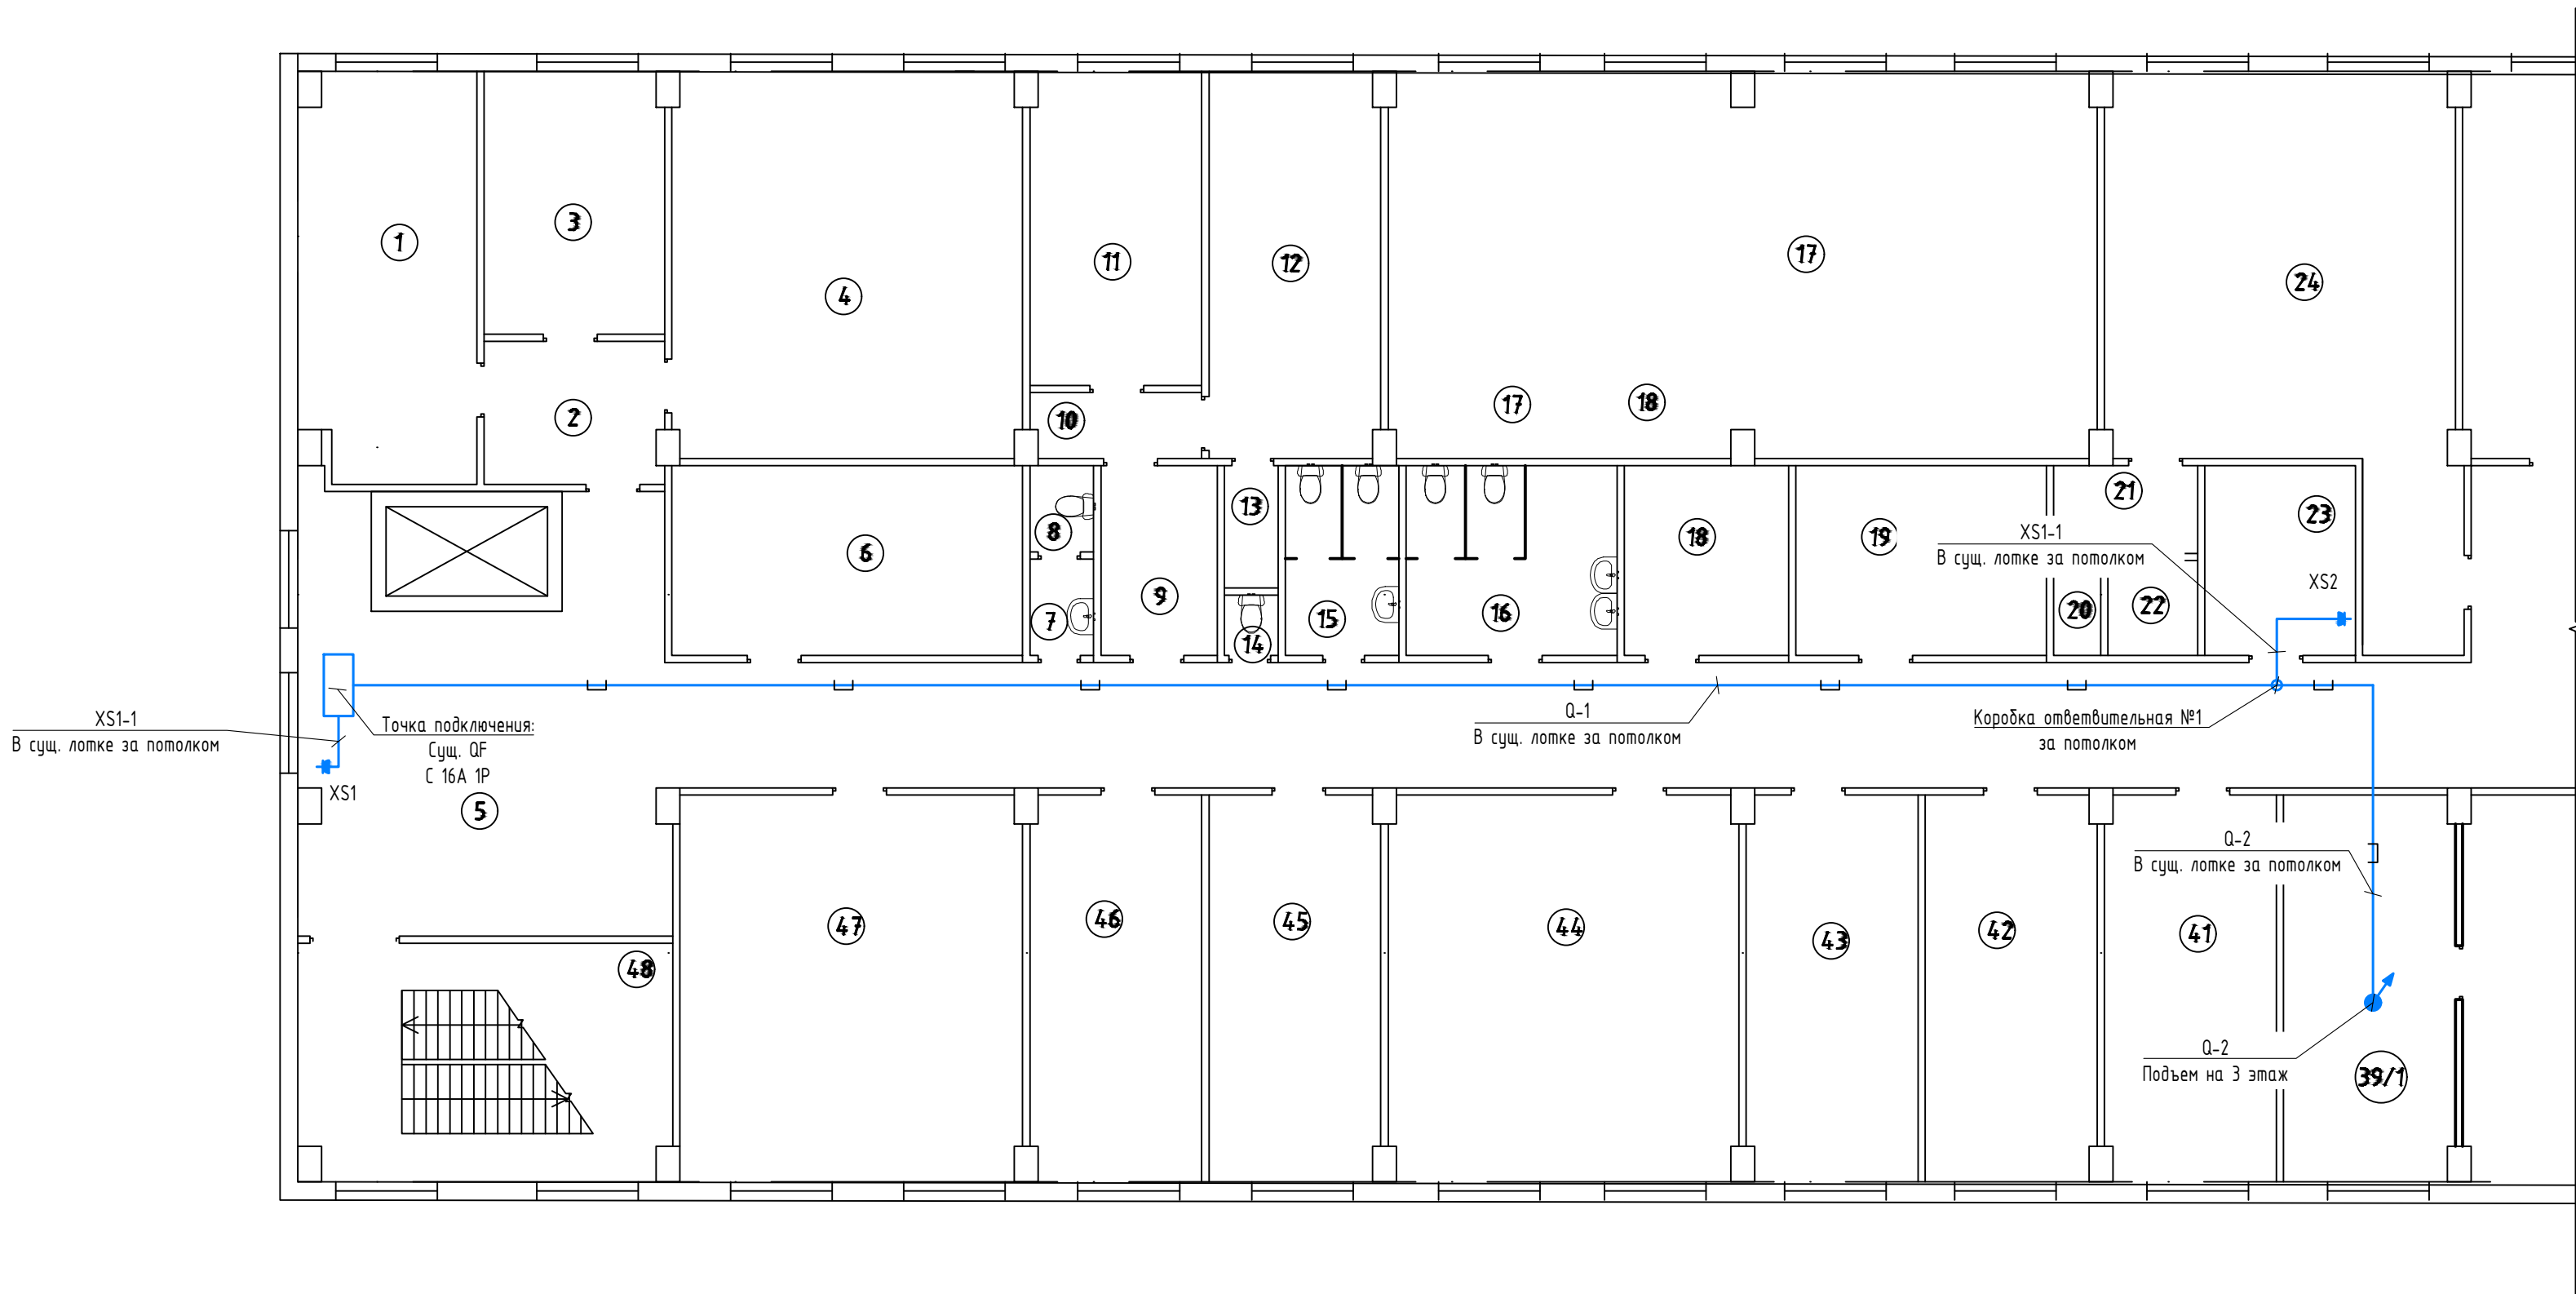 1
3
4
11
12
17
24
2
10
17
18
21
13
23
8
6
18
19
XS1-1
В сущ. лотке за потолком
XS2
9
7
14
15
16
20
22
XS1-1
В сущ. лотке за потолком
Точка подключения:
Сущ. QF
С 16А 1Р
XS1
5
Q-1
В сущ. лотке за потолком
Коробка ответвительная №1
за потолком
Q-2
В сущ. лотке за потолком
47
46
45
44
43
42
41
48
Q-2
Подъем на 3 этаж
39/1